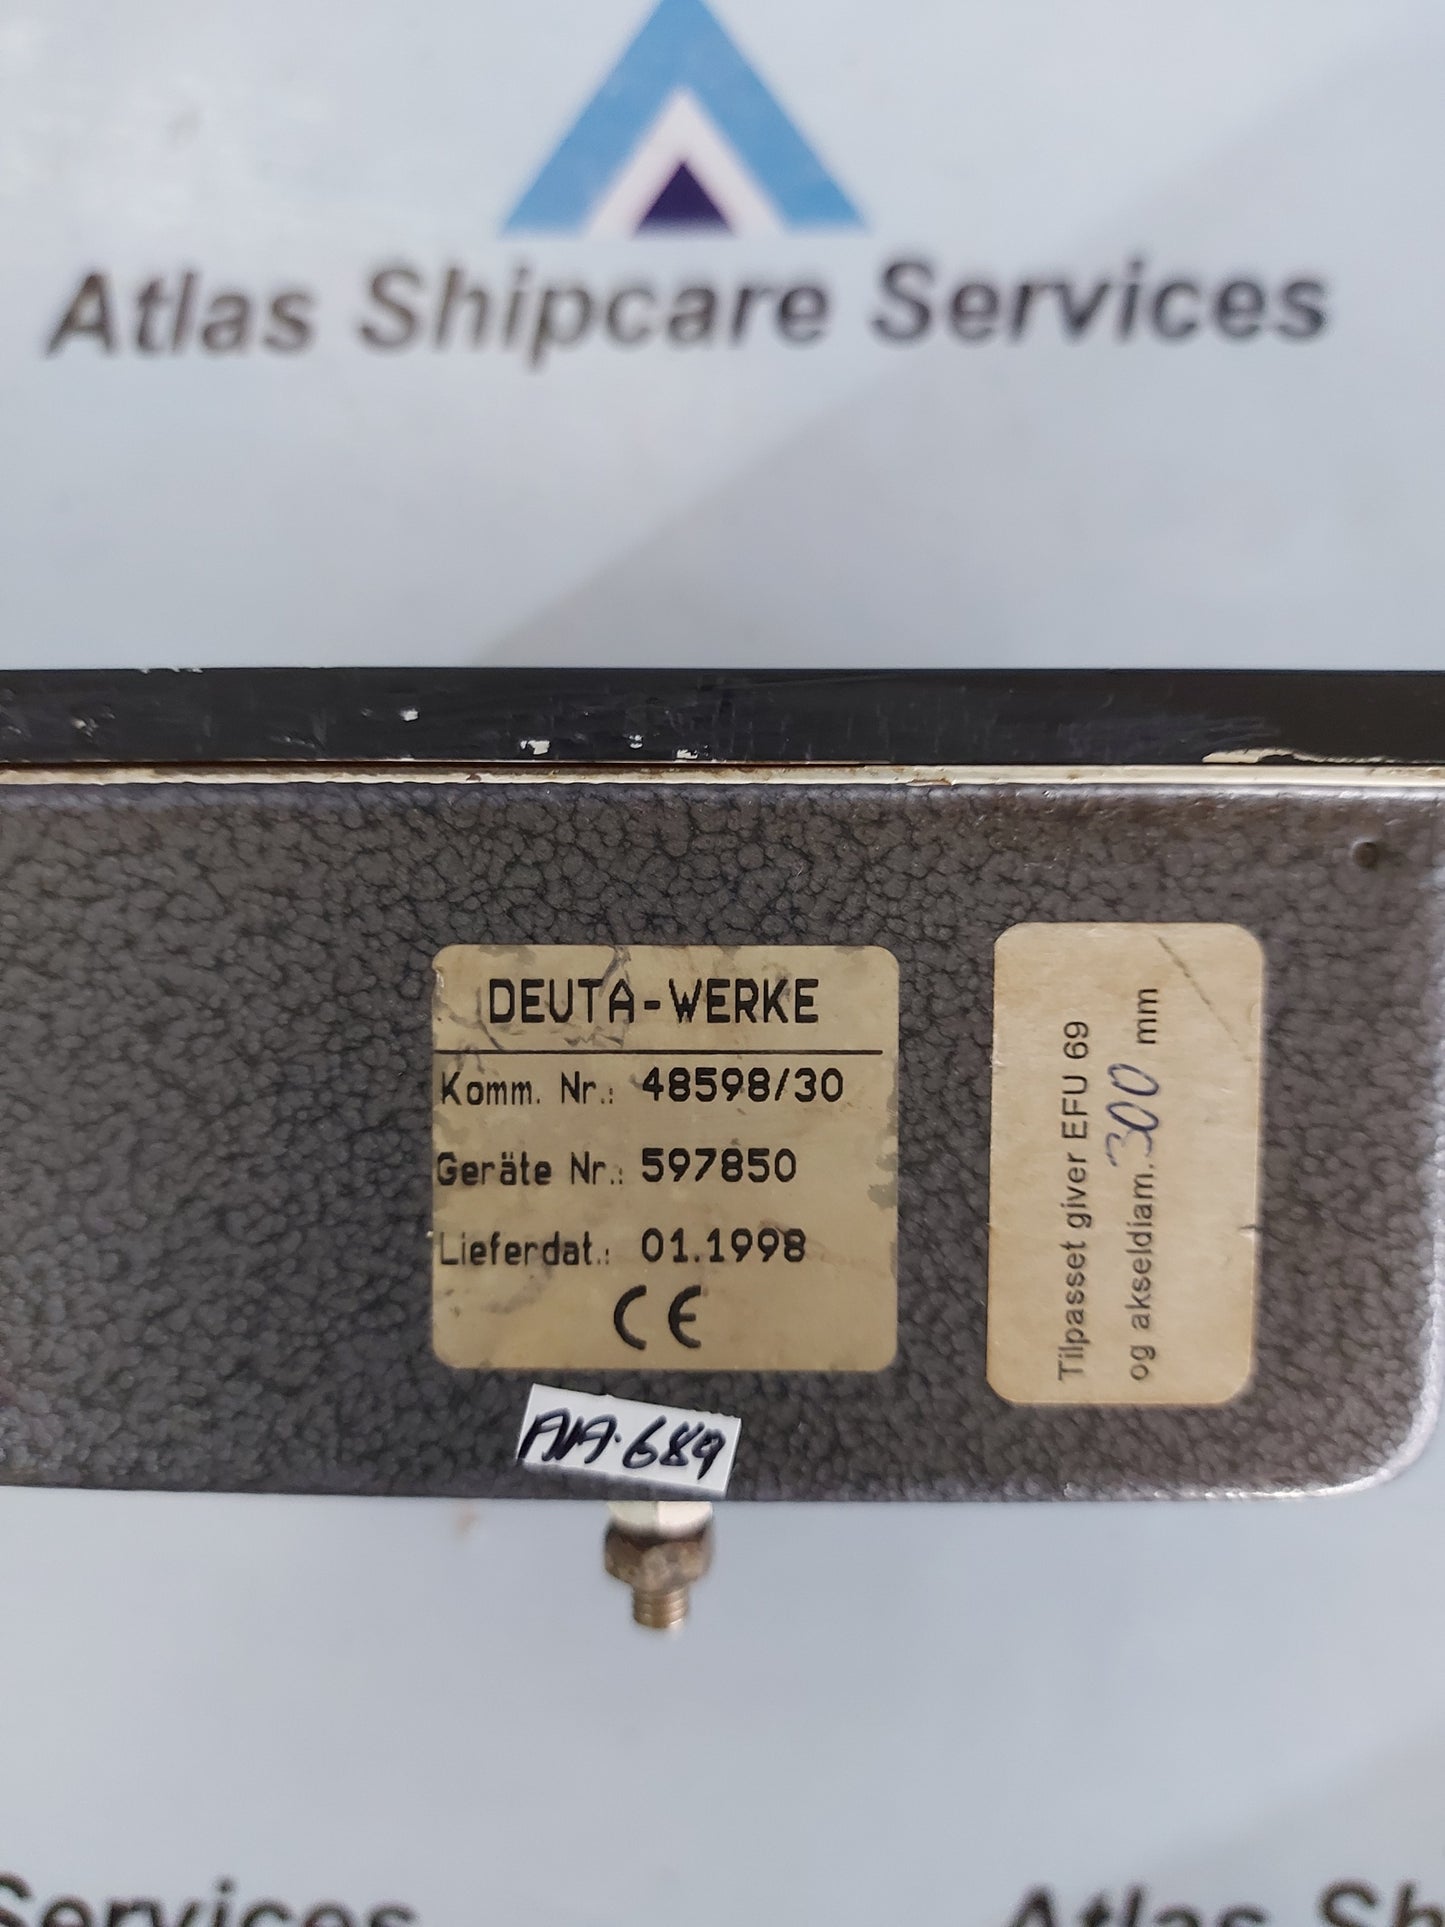 Atlas Shipcare Services
DEUTA-WERKE
Komm. Nr.: 48598/30
Geräte Nr.: 597850
Lieferdat.: 01.1998
CE
Tilpasset giver EFU 69
og akseldiam. 300 mm
Services
Atlas Sh